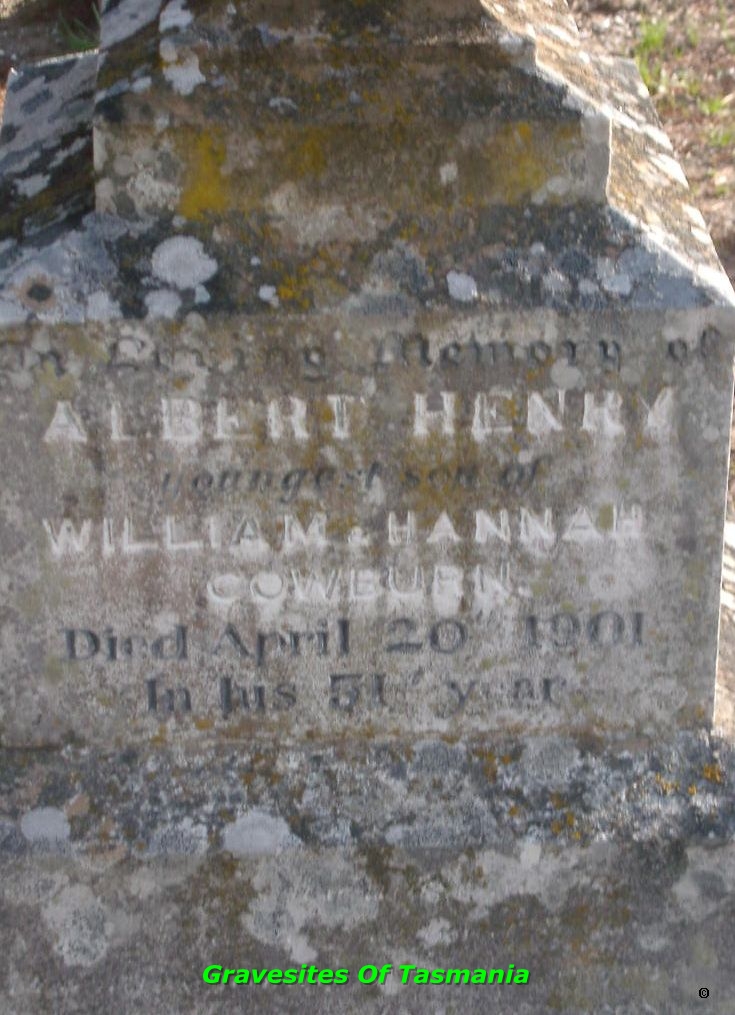 In Loving Memory of
ALBERT HENRY
youngest son of
WILLIAM & HANNAH
COWBURN.
Died April 20th 1901
In his 31st year
Gravesites Of Tasmania
©